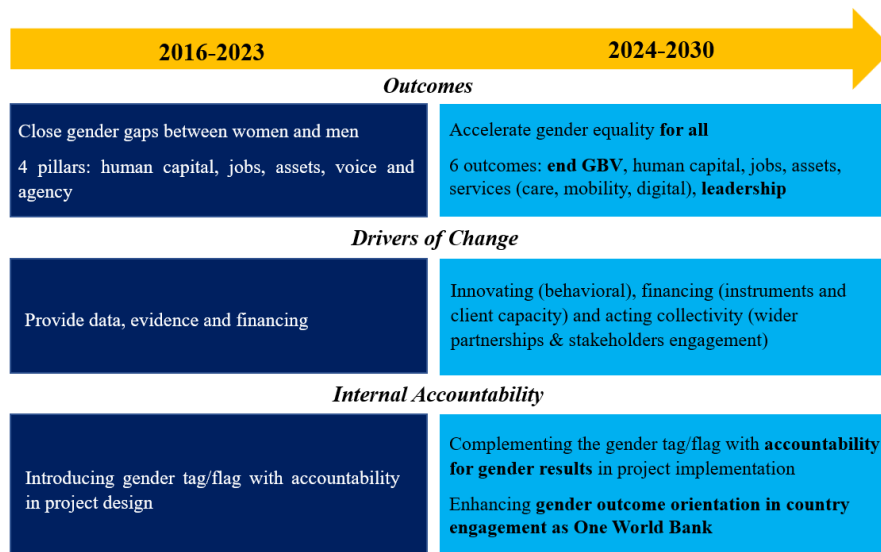 2016-2023
2024-2030
Outcomes
Close gender gaps between women and men
4 pillars: human capital, jobs, assets, voice and
agency
Accelerate gender equality for all
6 outcomes: end GBV, human capital, jobs, assets,
services (care, mobility, digital), leadership
Drivers of Change
Provide data, evidence and financing
Innovating (behavioral), financing (instruments and
client capacity) and acting collectivity (wider
partnerships & stakeholders engagement)
Internal Accountability
Introducing gender tag/flag with accountability
in project design
Complementing the gender tag/flag with accountability
for gender results in project implementation
Enhancing gender outcome orientation in country
engagement as One World Bank